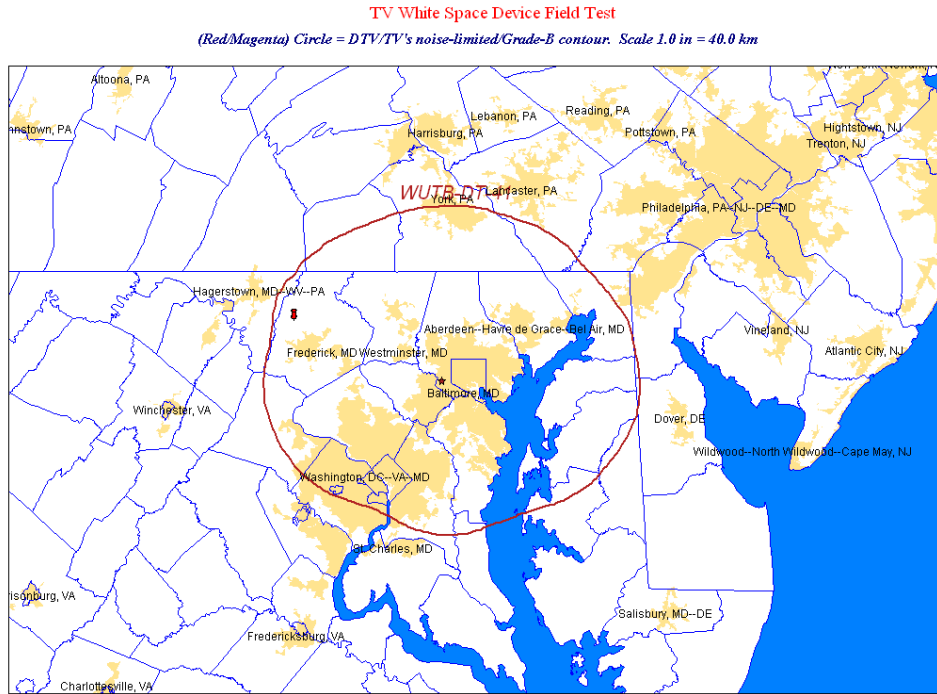 TV White Space Device Field Test
(Red/Magenta) Circle = DTV/TV's noise-limited/Grade-B contour. Scale 1.0 in = 40.0 km
Altoona, PA
Reading, PA
Lebanon, PA
Harrisburg, PA
Pottstown, PA
Hightstown, NJ
Trenton, NJ
WUTB-DT
Lancaster, PA
York, PA
Philadelphia, PA--NJ--DE--MD
Hagerstown, MD--WV--PA
Aberdeen--Havre de Grace--Bel Air, MD
Vineland, NJ
Frederick, MD
Westminster, MD
Atlantic City, NJ
Baltimore, MD
Winchester, VA
Dover, DE
Wildwood--North Wildwood--Cape May, NJ
Washington, DC--VA--MD
St. Charles, MD
Salisbury, MD--DE
Fredericksburg, VA
Charlottesville, VA